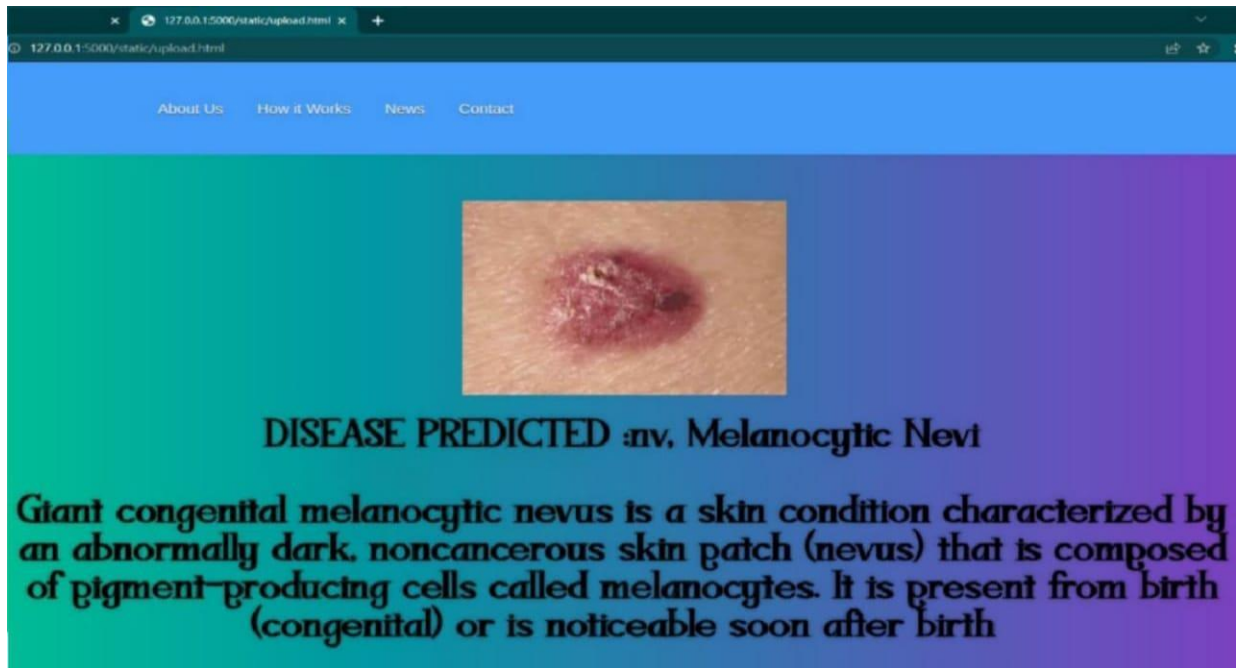 127.0.0.1:5000/static/upload.html
127.0.0.1:5000/static/upload.html
About Us How it Works News Contact
DISEASE PREDICTED :nv, Melanocytic Nevi
Giant congenital melanocytic nevus is a skin condition characterized by
an abnormally dark, noncancerous skin patch (nevus) that is composed
of pigment-producing cells called melanocytes. It is present from birth
(congenital) or is noticeable soon after birth